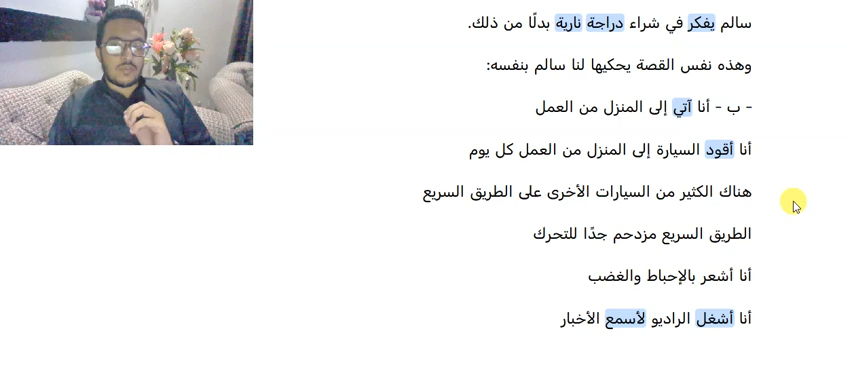 سالم يفكر في شراء دراجة نارية بدلًا من ذلك.
وهذه نفس القصة يحكيها لنا سالم بنفسه:
- ب - أنا آتي إلى المنزل من العمل
أنا أقود السيارة إلى المنزل من العمل كل يوم
هناك الكثير من السيارات الأخرى على الطريق السريع
الطريق السريع مزدحم جدًا للتحرك
أنا أشعر بالإحباط والغضب
أنا أشغل الراديو لأسمع الأخبار